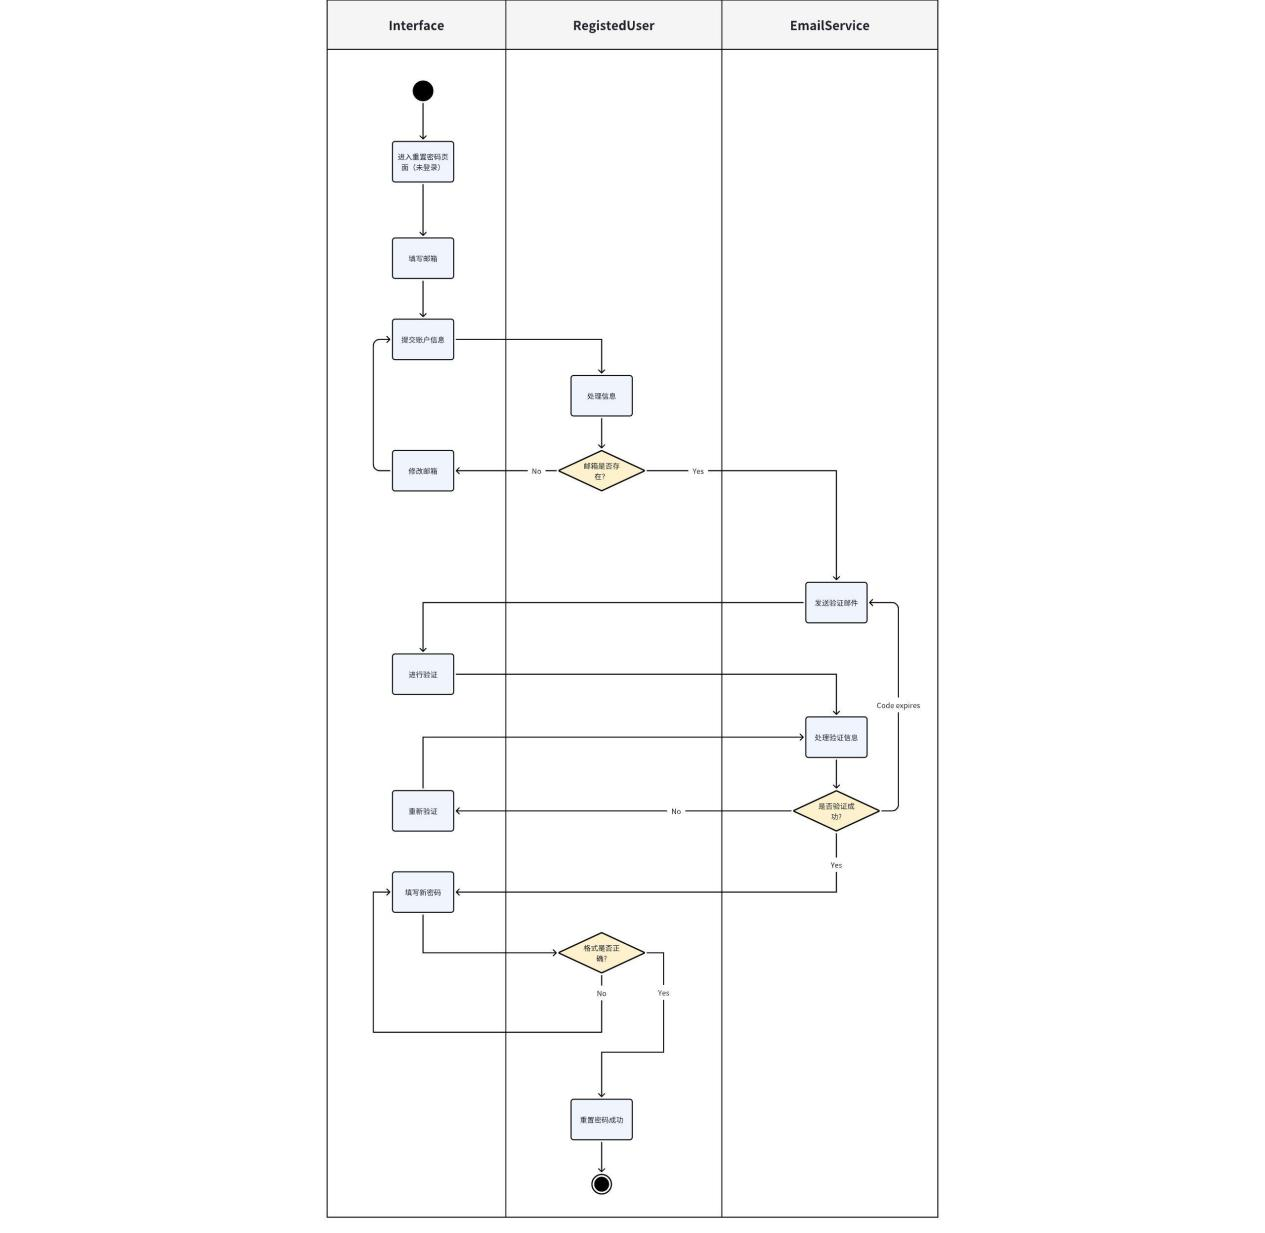 Interface
RegistedUser
EmailService
进入重置密码页
面（未登录）
填写邮箱
提交账户信息
处理信息
邮箱是否存
在?
No
Yes
修改邮箱
发送验证邮件
进行验证
Code expires
处理验证信息
是否验证成
功?
No
重新验证
Yes
填写新密码
格式是否正
确?
No
Yes
重置密码成功